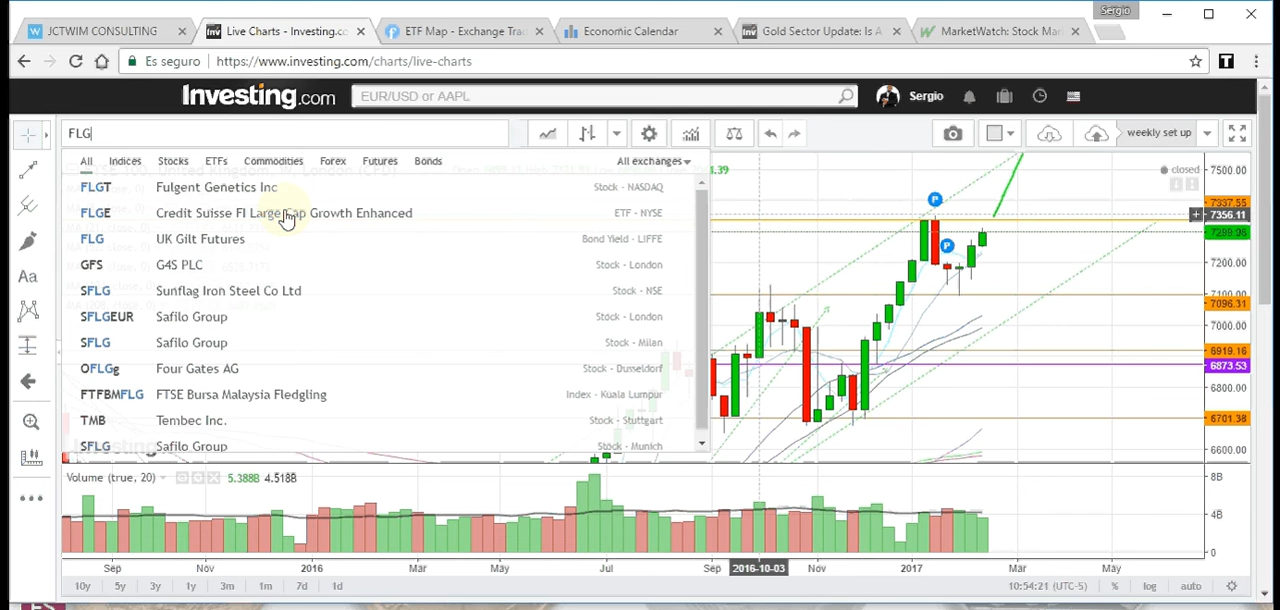 Sergio
JCTWIM CONSULTING
Live Charts - Investing.co
ETF Map - Exchange Trad
Economic Calendar
Gold Sector Update: Is A
MarketWatch: Stock Mar
Es seguro
https://www.investing.com/charts/live-charts
Investing.com
EUR/USD or AAPL
Sergio
FLG
weekly set up
All Indices Stocks ETFs Commodities Forex Futures Bonds All exchanges
FLGT Fulgent Genetics Inc Stock - NASDAQ
FLGE Credit Suisse FI Large Cap Growth Enhanced ETF - NYSE
FLG UK Gilt Futures Bond Yield - LIFFE
GFS G4S PLC Stock - London
SFLG Sunflag Iron Steel Co Ltd Stock - NSE
SFLGEUR Safilo Group Stock - London
SFLG Safilo Group Stock - Milan
OFLGg Four Gates AG Stock - Dusseldorf
FTFBMFLG FTSE Bursa Malaysia Fledgling Index - Kuala Lumpur
TMB Tembec Inc. Stock - Stuttgart
SFLG Safilo Group Stock - Munich
closed
P
P
7500.00
7337.55
7356.11
7299.96
7200.00
7100.00
7096.31
7000.00
6919.16
6873.53
6800.00
6701.38
6600.00
Volume (true, 20) 5.388B 4.518B
8B
4B
0
Sep Nov 2016 Mar May Jul Sep 2016-10-03 Nov 2017 Mar May
10y 5y 3y 1y 3m 1m 7d 1d 10:54:21 (UTC-5) % log auto